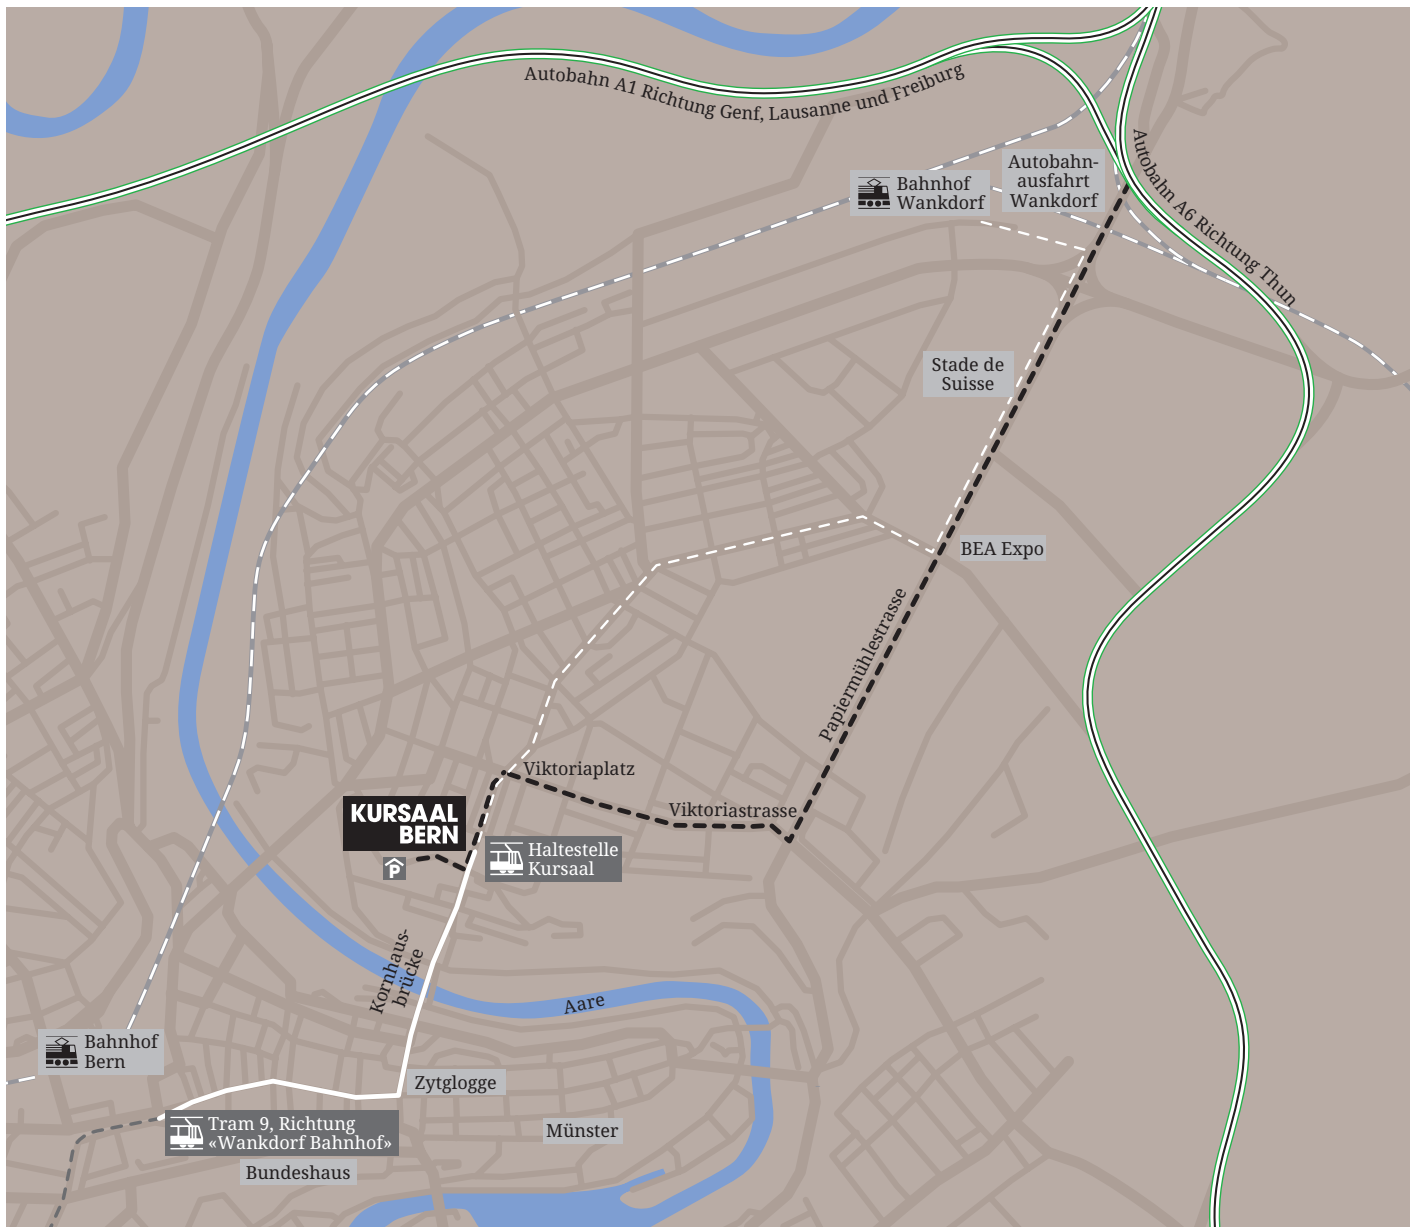 Autobahn A1 Richtung Genf, Lausanne und Freiburg
Autobahn-
ausfahrt
Wankdorf
Autobahn A6 Richtung Thun
Bahnhof
Wankdorf
Stade de
Suisse
BEA Expo
Papiermühlestrasse
Viktoriaplatz
Viktoriastrasse
KURSAAL
BERN
P
Haltestelle
Kursaal
Kornhaus-
brücke
Aare
Bahnhof
Bern
Zytglogge
Tram 9, Richtung
«Wankdorf Bahnhof»
Münster
Bundeshaus